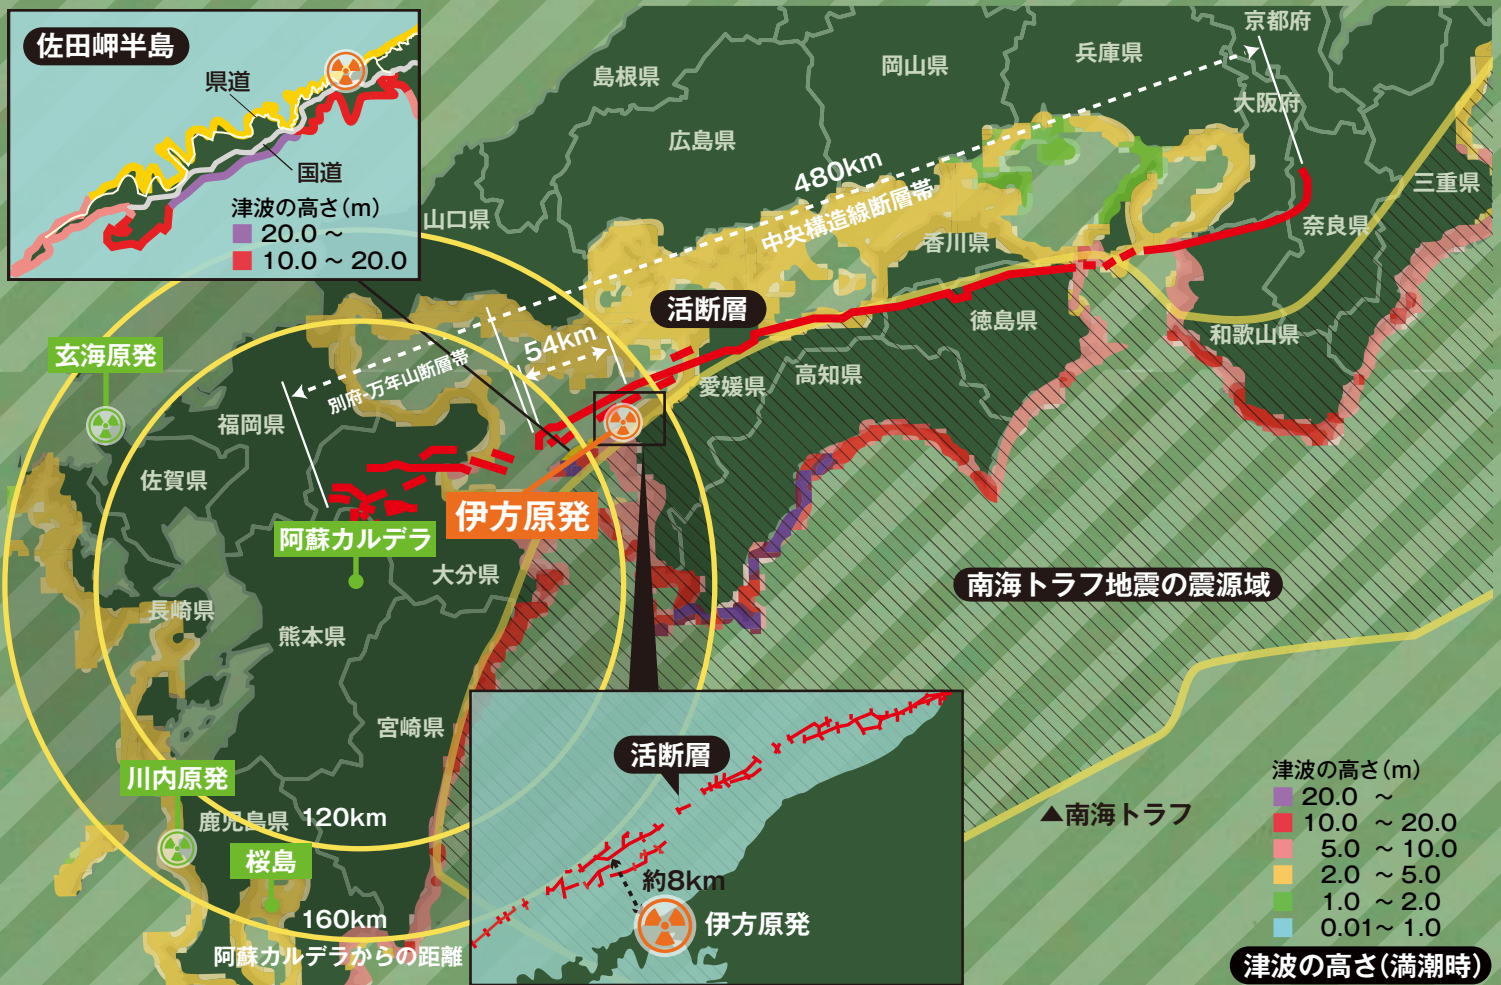 佐田岬半島
県道
国道
津波の高さ(m)
20.0 ～
10.0 ～ 20.0
京都府
兵庫県
岡山県
島根県
大阪府
広島県
480km
中央構造線断層帯
三重県
山口県
香川県
奈良県
活断層
徳島県
和歌山県
54km
玄海原発
別府-万年山断層帯
愛媛県
高知県
福岡県
佐賀県
伊方原発
阿蘇カルデラ
大分県
南海トラフ地震の震源域
長崎県
熊本県
宮崎県
活断層
川内原発
鹿児島県
120km
▲南海トラフ
桜島
約8km
伊方原発
160km
阿蘇カルデラからの距離
津波の高さ(m)
20.0 ～
10.0 ～ 20.0
5.0 ～ 10.0
2.0 ～ 5.0
1.0 ～ 2.0
0.01～ 1.0
津波の高さ(満潮時)